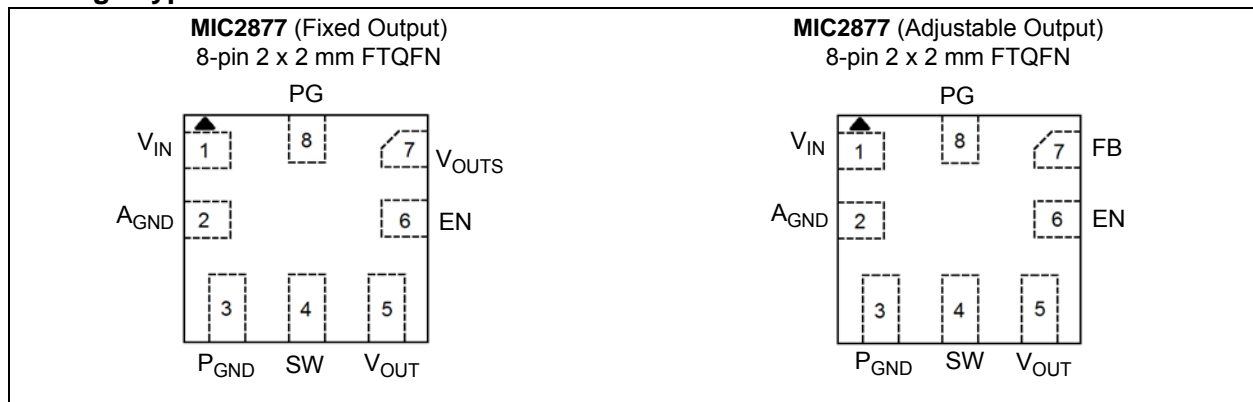 MIC2877 (Fixed Output)
8-pin 2 x 2 mm FTQFN
PG
VIN
1
8
7
VOUTS
AGND
2
6
EN
3
4
5
PGND
SW
VOUT
MIC2877 (Adjustable Output)
8-pin 2 x 2 mm FTQFN
PG
VIN
1
8
7
FB
AGND
2
6
EN
3
4
5
PGND
SW
VOUT